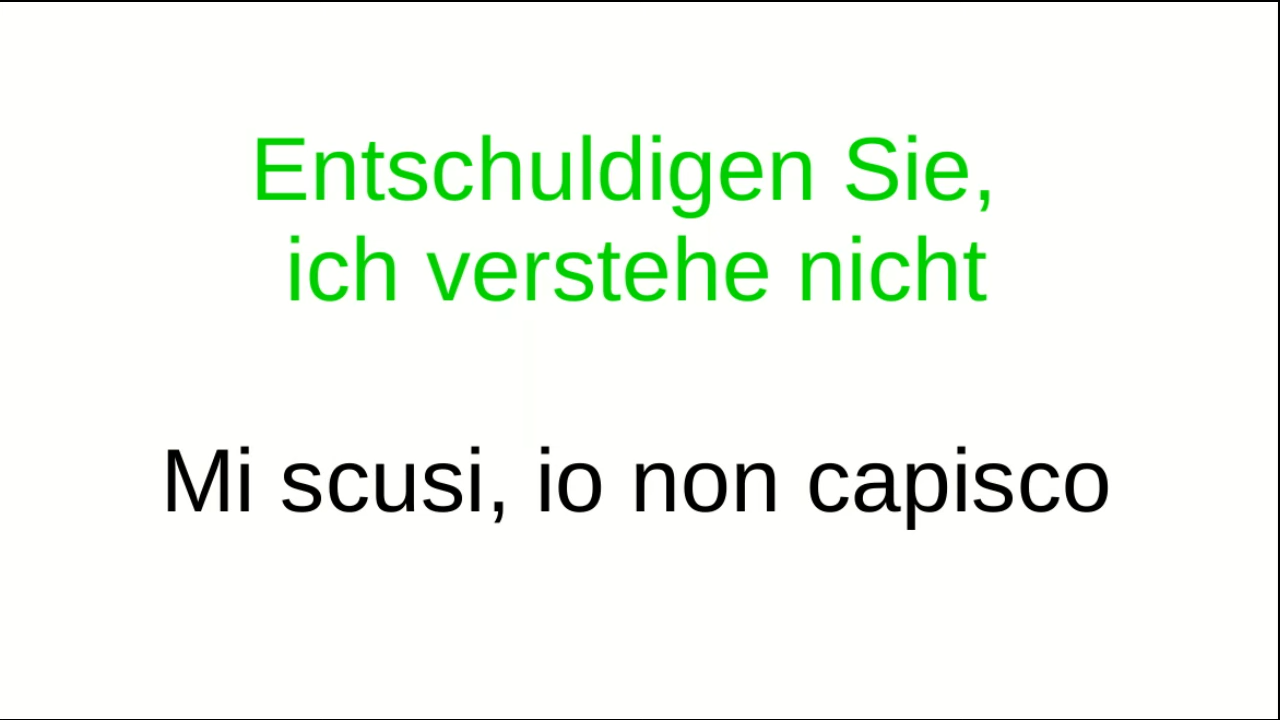 Entschuldigen Sie,
ich verstehe nicht
Mi scusi, io non capisco